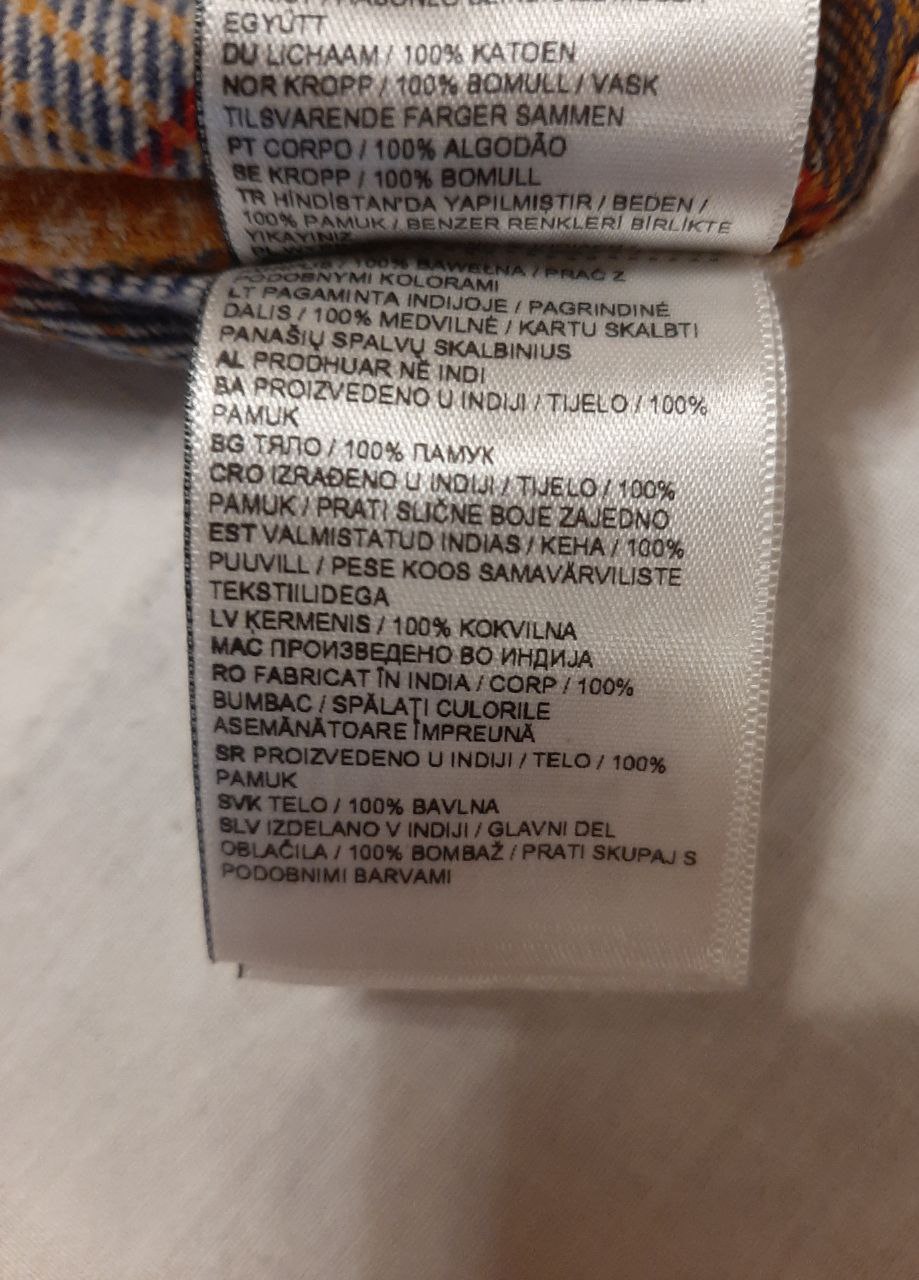 EGYÜTT
DU LICHAAM / 100% KATOEN
NOR KROPP / 100% BOMULL / VASK
TILSVARENDE FARGER SAMMEN
PT CORPO / 100% ALGODÃO
SE KROPP / 100% BOMULL
TR HİNDİSTAN'DA YAPILMIŞTIR / BEDEN /
100% PAMUK / BENZER RENKLERİ BİRLİKTE
YIKAYINIZ
/ 100% BAWEŁNA / PRAĆ Z
PODOBNYMI KOLORAMI
LT PAGAMINTA INDIJOJE / PAGRINDINĖ
DALIS / 100% MEDVILNĖ / KARTU SKALBTI
PANAŠIŲ SPALVŲ SKALBINIUS
AL PRODHUAR NË INDI
BA PROIZVEDENO U INDIJI / TIJELO / 100%
PAMUK
BG ТЯЛО / 100% ПАМУК
CRO IZRAĐENO U INDIJI / TIJELO / 100%
PAMUK / PRATI SLIČNE BOJE ZAJEDNO
EST VALMISTATUD INDIAS / KEHA / 100%
PUUVILL / PESE KOOS SAMAVÄRVILISTE
TEKSTIILIDEGA
LV ĶERMENIS / 100% KOKVILNA
MAC ПРОИЗВЕДЕНО ВО ИНДИЈА
RO FABRICAT ÎN INDIA / CORP / 100%
BUMBAC / SPĂLAȚI CULORILE
ASEMĂNĂTOARE ÎMPREUNĂ
SR PROIZVEDENO U INDIJI / TELO / 100%
PAMUK
SVK TELO / 100% BAVLNA
SLV IZDELANO V INDIJI / GLAVNI DEL
OBLAČILA / 100% BOMBAŽ / PRATI SKUPAJ S
PODOBNIMI BARVAMI